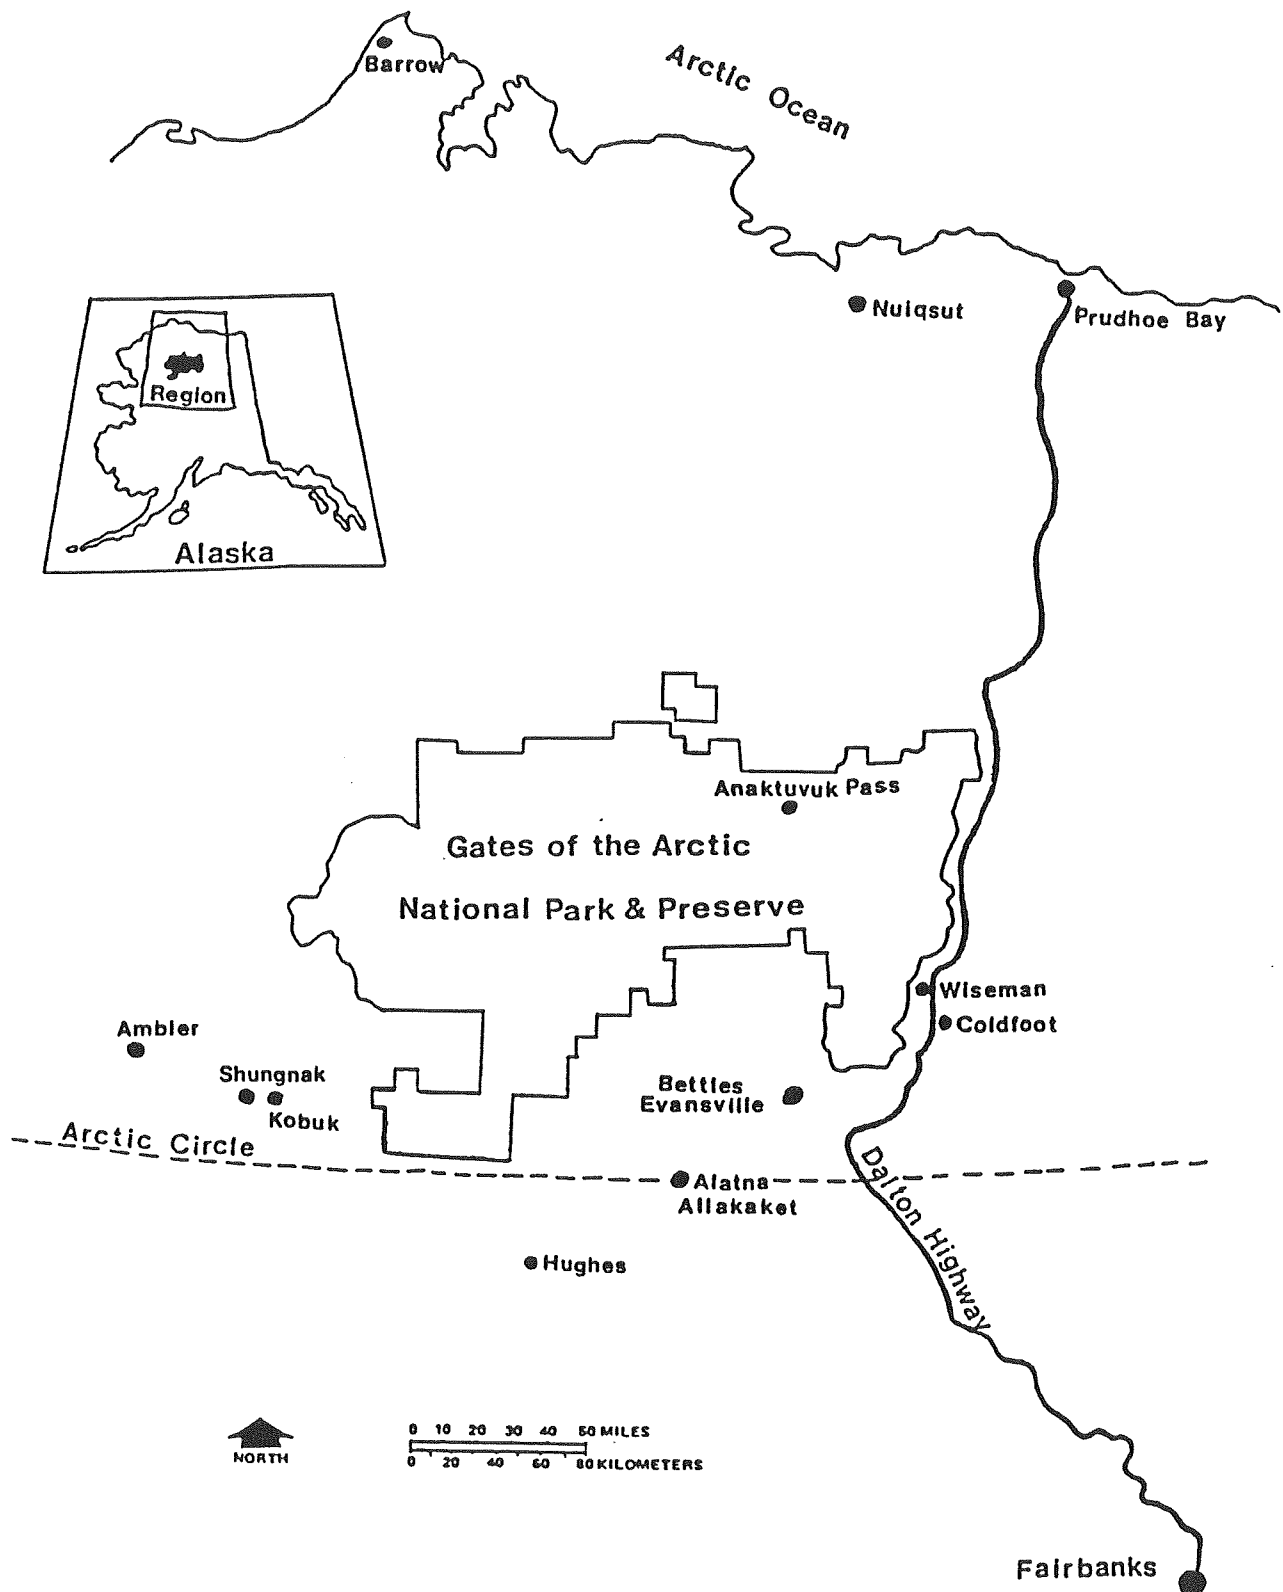 Barrow
Arctic Ocean
Nuiqsut
Prudhoe Bay
Region
Alaska
Anaktuvuk Pass
Gates of the Arctic
National Park & Preserve
Wiseman
Coldfoot
Ambler
Shungnak
Kobuk
Bettles
Evansville
Arctic Circle
Alatna
Allakaket
Dalton Highway
Hughes
NORTH
0 10 20 30 40 50 MILES
0 20 40 60 80 KILOMETERS
Fairbanks